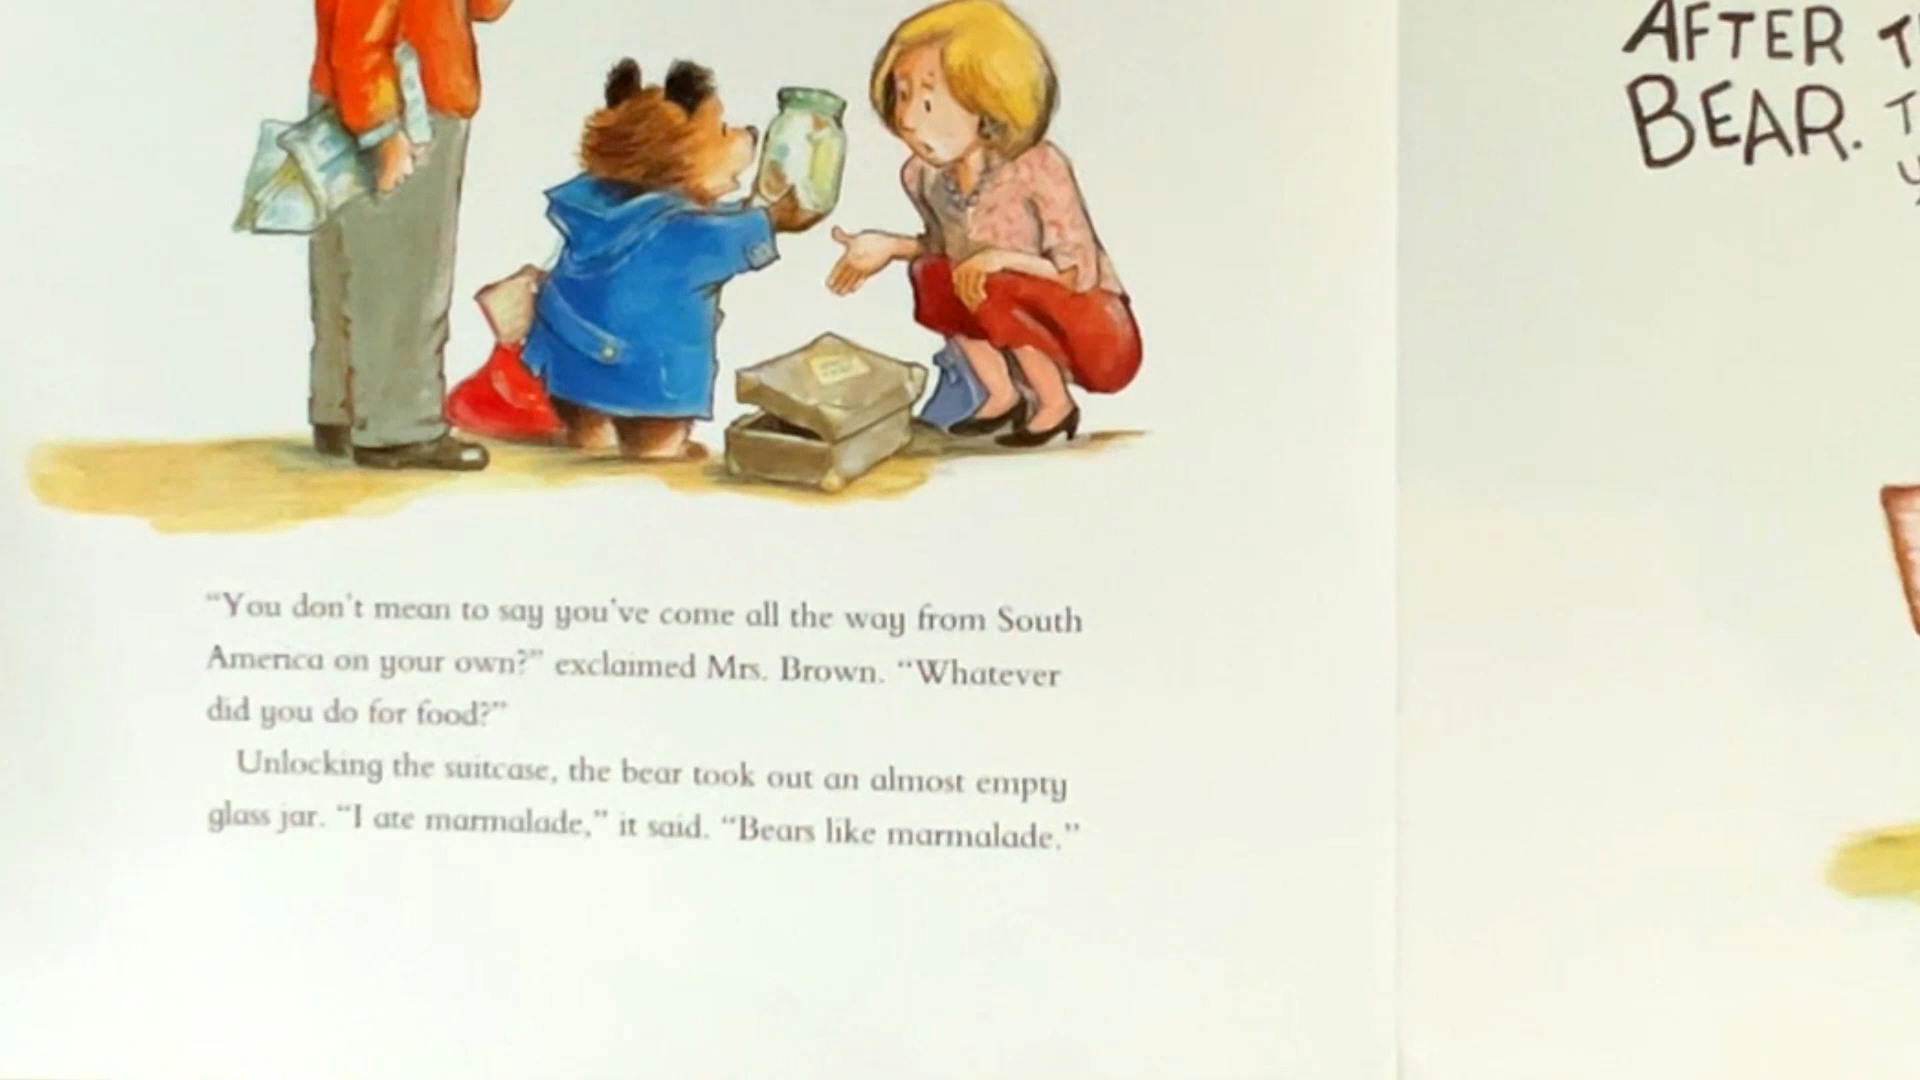 “You don't mean to say you've come all the way from South
America on your own?” exclaimed Mrs. Brown. “Whatever
did you do for food?”
Unlocking the suitcase, the bear took out an almost empty
glass jar. “I ate marmalade,” it said. “Bears like marmalade.”
AFTER
BEAR.